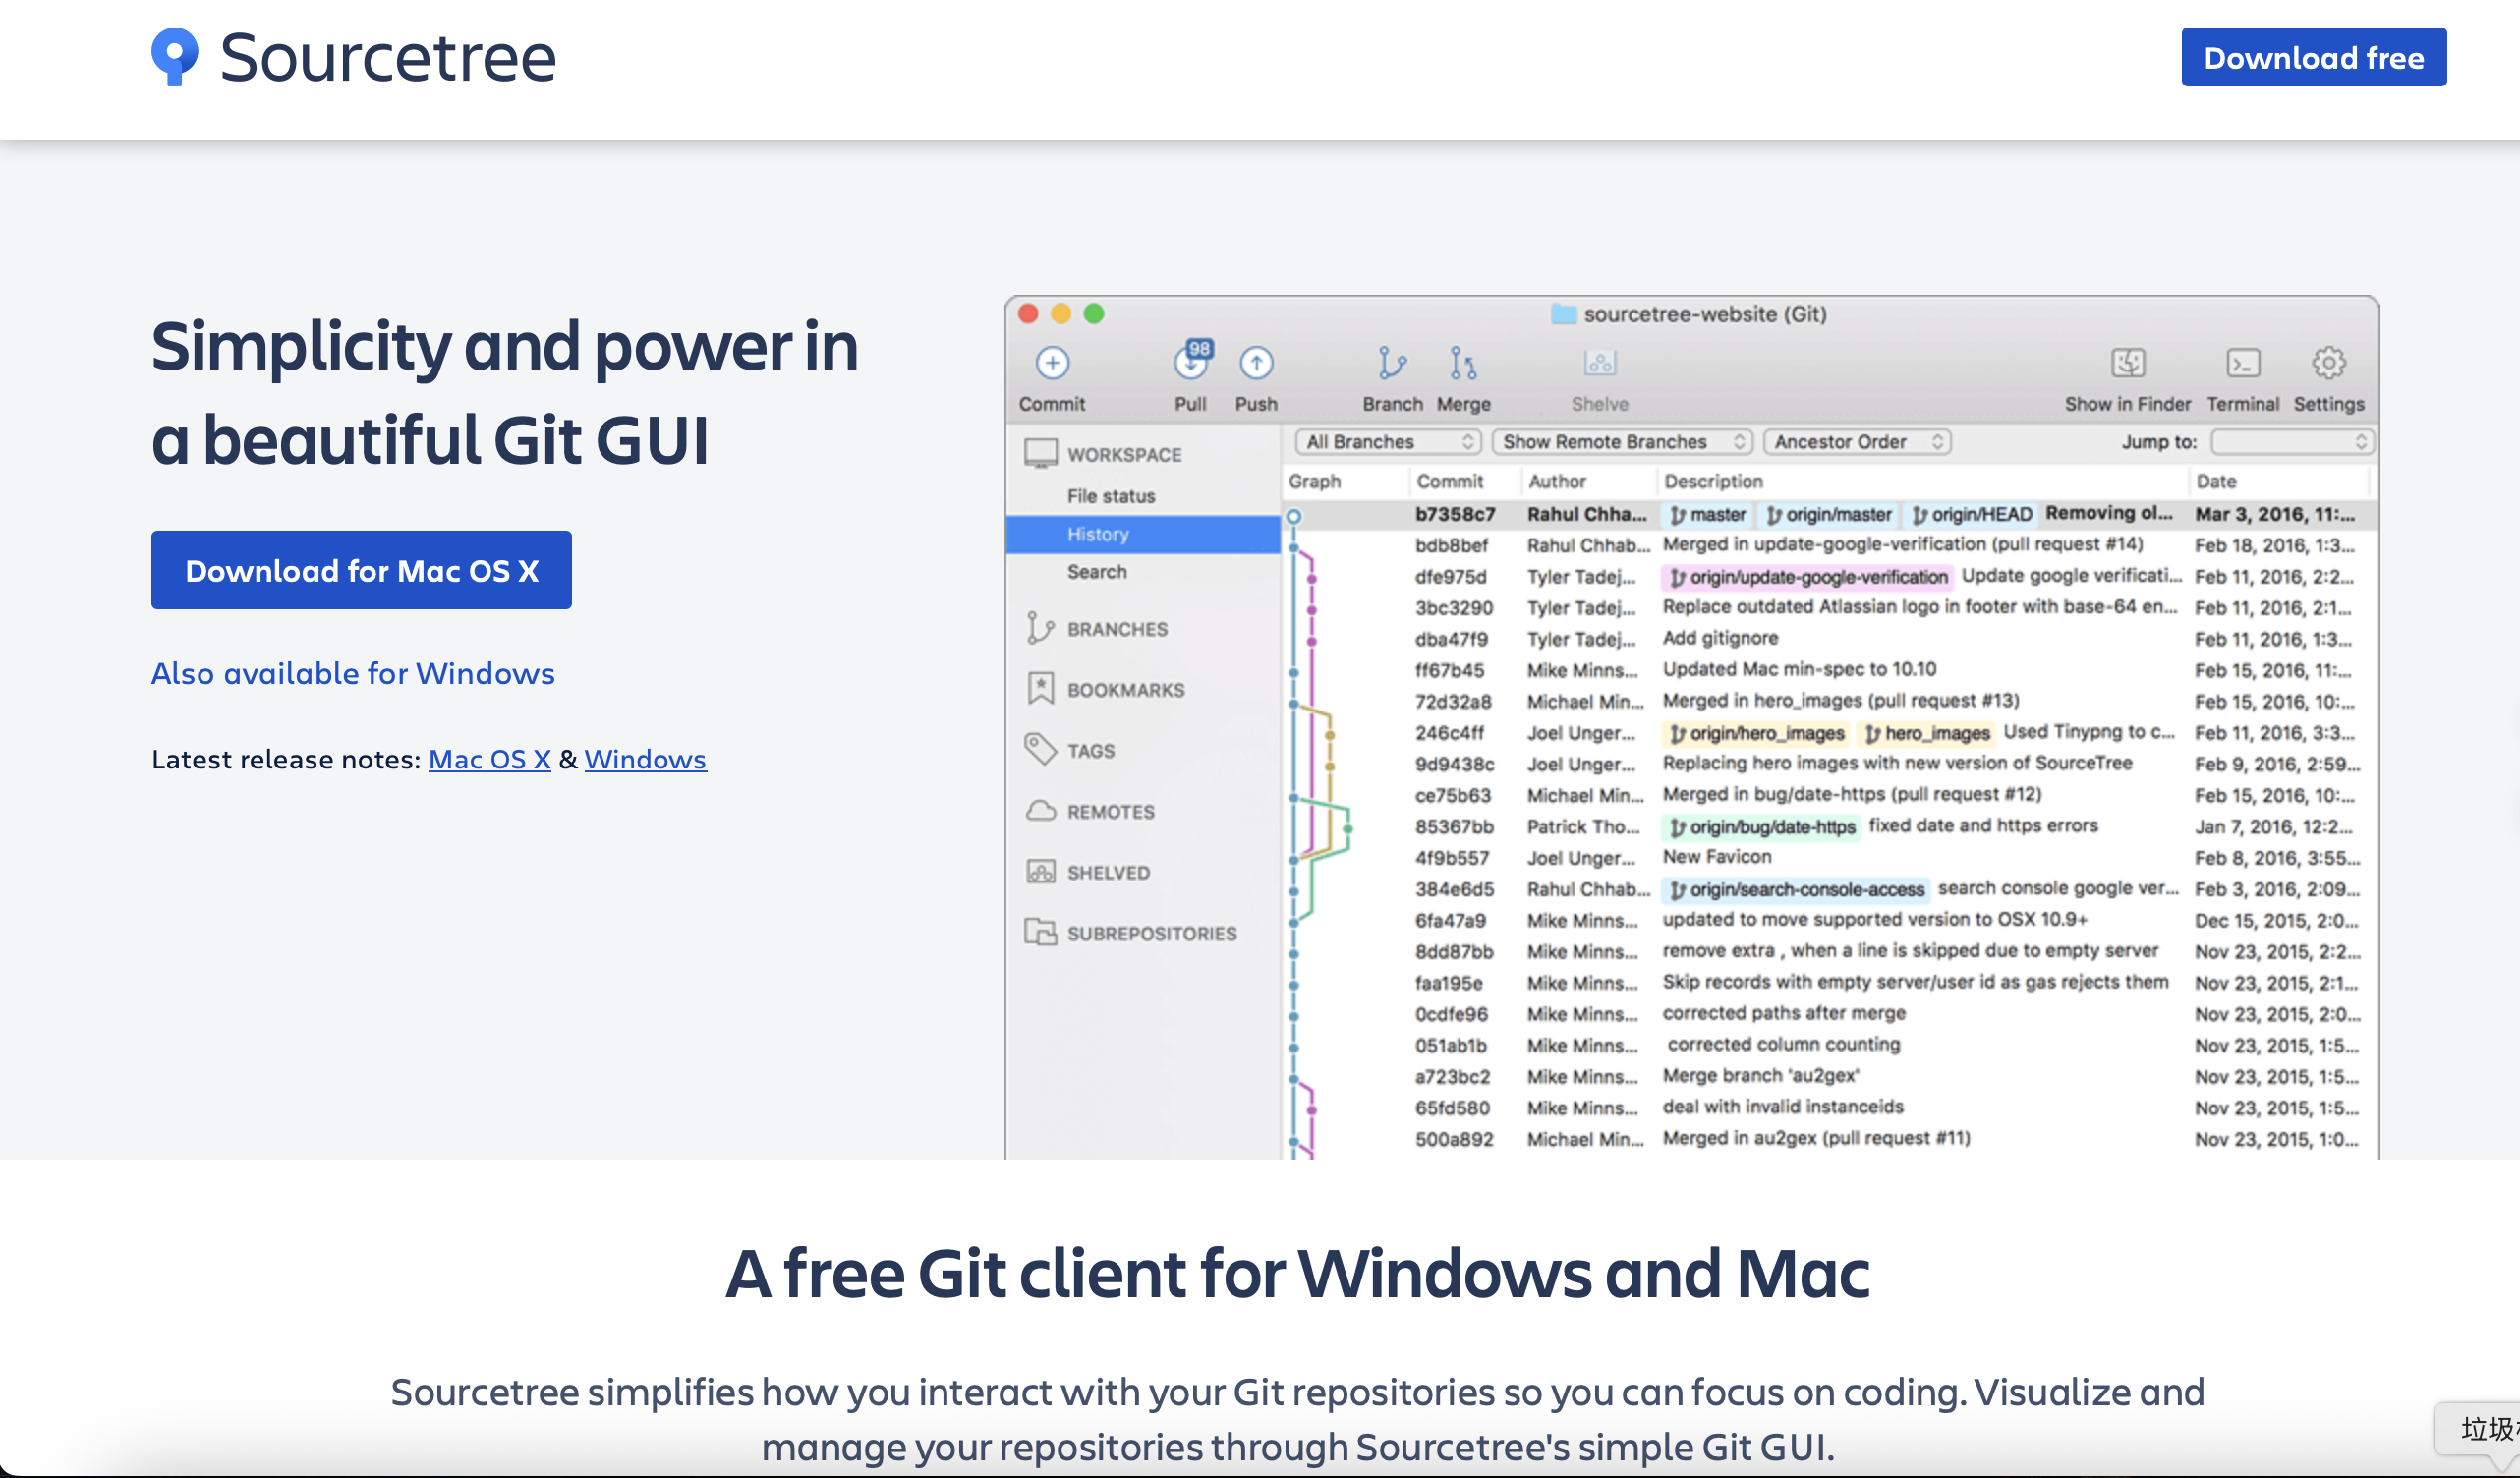 Sourcetree
Download free
Simplicity and power in
a beautiful Git GUI
Download for Mac OS X
Also available for Windows
Latest release notes: Mac OS X & Windows
sourcetree-website (Git)
98
Commit Pull Push Branch Merge Shelve Show in Finder Terminal Settings
WORKSPACE
File status
History
Search
BRANCHES
BOOKMARKS
TAGS
REMOTES
SHELVED
SUBREPOSITORIES
All Branches Show Remote Branches Ancestor Order Jump to:
Graph Commit Author Description Date
b7358c7 Rahul Chha... master origin/master origin/HEAD Removing ol... Mar 3, 2016, 11:...
bdb8bef Rahul Chhab... Merged in update-google-verification (pull request #14) Feb 18, 2016, 1:3...
dfe975d Tyler Tadej... origin/update-google-verification Update google verificati... Feb 11, 2016, 2:2...
3bc3290 Tyler Tadej... Replace outdated Atlassian logo in footer with base-64 en... Feb 11, 2016, 2:1...
dba47f9 Tyler Tadej... Add gitignore Feb 11, 2016, 1:3...
ff67b45 Mike Minns... Updated Mac min-spec to 10.10 Feb 15, 2016, 11:...
72d32a8 Michael Min... Merged in hero_images (pull request #13) Feb 15, 2016, 10:...
246c4ff Joel Unger... origin/hero_images hero_images Used Tinypng to c... Feb 11, 2016, 3:3...
9d9438c Joel Unger... Replacing hero images with new version of SourceTree Feb 9, 2016, 2:59...
ce75b63 Michael Min... Merged in bug/date-https (pull request #12) Feb 15, 2016, 10:...
85367bb Patrick Tho... origin/bug/date-https fixed date and https errors Jan 7, 2016, 12:2...
4f9b557 Joel Unger... New Favicon Feb 8, 2016, 3:55...
384e6d5 Rahul Chhab... origin/search-console-access search console google ver... Feb 3, 2016, 2:09...
6fa47a9 Mike Minns... updated to move supported version to OSX 10.9+ Dec 15, 2015, 2:0...
8dd87bb Mike Minns... remove extra , when a line is skipped due to empty server Nov 23, 2015, 2:2...
faa195e Mike Minns... Skip records with empty server/user id as gas rejects them Nov 23, 2015, 2:1...
0cdfe96 Mike Minns... corrected paths after merge Nov 23, 2015, 2:0...
051ab1b Mike Minns... corrected column counting Nov 23, 2015, 1:5...
a723bc2 Mike Minns... Merge branch 'au2gex' Nov 23, 2015, 1:5...
65fd580 Mike Minns... deal with invalid instanceids Nov 23, 2015, 1:5...
500a892 Michael Min... Merged in au2gex (pull request #11) Nov 23, 2015, 1:0...
A free Git client for Windows and Mac
Sourcetree simplifies how you interact with your Git repositories so you can focus on coding. Visualize and
manage your repositories through Sourcetree's simple Git GUI.
垃圾